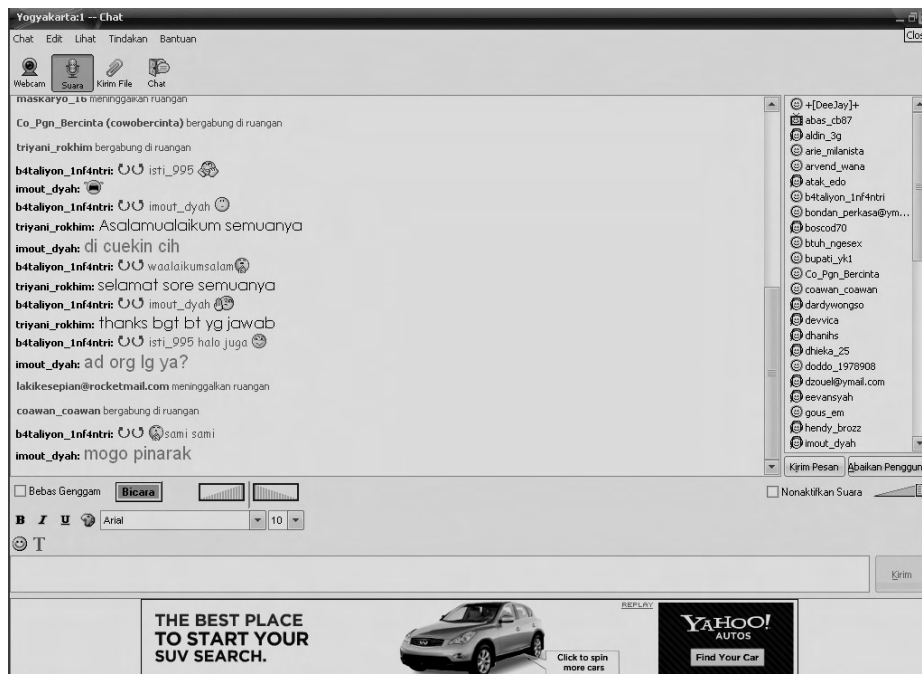 Yogyakarta:1 -- Chat
Clos
Chat Edit Lihat Tindakan Bantuan
Webcam Suara Kirim File Chat
maskaryo_16 meninggalkan ruangan
Co_Pgn_Bercinta (cowobercinta) bergabung di ruangan
triyani_rokhim bergabung di ruangan
b4taliyon_1nf4ntri: isti_995
imout_dyah:
b4taliyon_1nf4ntri: imout_dyah
triyani_rokhim: Asalamualaikum semuanya
imout_dyah: di cuekin cih
b4taliyon_1nf4ntri: waalaikumsalam
triyani_rokhim: selamat sore semuanya
b4taliyon_1nf4ntri: imout_dyah
triyani_rokhim: thanks bgt bt yg jawab
b4taliyon_1nf4ntri: isti_995 halo juga
imout_dyah: ad org lg ya?
lakikesepian@rocketmail.com meninggalkan ruangan
coawan_coawan bergabung di ruangan
b4taliyon_1nf4ntri: sami sami
imout_dyah: mogo pinarak
+[DeeJay]+
abas_cb87
aldin_3g
arie_milanista
arvend_wana
atak_edo
b4taliyon_1nf4ntri
bondan_perkasa@ym...
boscod70
btuh_ngesex
bupati_yk1
Co_Pgn_Bercinta
coawan_coawan
dardywongso
devvica
dhanihs
dhieka_25
doddo_1978908
dzouel@ymail.com
eevansyah
gous_em
hendy_brozz
imout_dyah
Kirim Pesan Abaikan Penggun
Bebas Genggam Bicara Nonaktifkan Suara
B I U Arial 10
T
Kirim
THE BEST PLACE
TO START YOUR
SUV SEARCH.
REPLAY
Click to spin
more cars
YAHOO!
AUTOS
Find Your Car